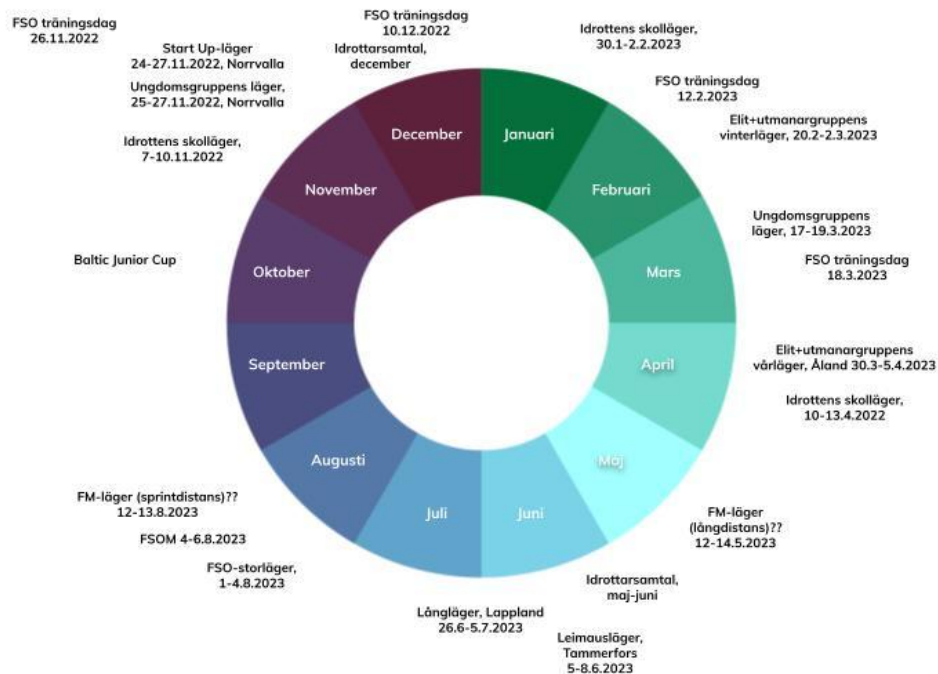 FSO träningsdag
26.11.2022
Start Up-läger
24-27.11.2022, Norrvalla
Ungdomsgruppens läger,
25-27.11.2022, Norrvalla
Idrottens skolläger,
7-10.11.2022
Baltic Junior Cup
FSO träningsdag
10.12.2022
Idrottarsamtal,
december
Idrottens skolläger,
30.1-2.2.2023
FSO träningsdag
12.2.2023
Elit+utmanargruppens
vinterläger, 20.2-2.3.2023
Ungdomsgruppens
läger, 17-19.3.2023
FSO träningsdag
18.3.2023
Elit+utmanargruppens
vårläger, Åland 30.3-5.4.2023
Idrottens skolläger,
10-13.4.2022
FM-läger
(långdistans)??
12-14.5.2023
Idrottarsamtal,
maj-juni
Leimausläger,
Tammerfors
5-8.6.2023
Långläger, Lappland
26.6-5.7.2023
FSO-storläger,
1-4.8.2023
FSOM 4-6.8.2023
FM-läger (sprintdistans)??
12-13.8.2023
Januari
Februari
Mars
April
Maj
Juni
Juli
Augusti
September
Oktober
November
December